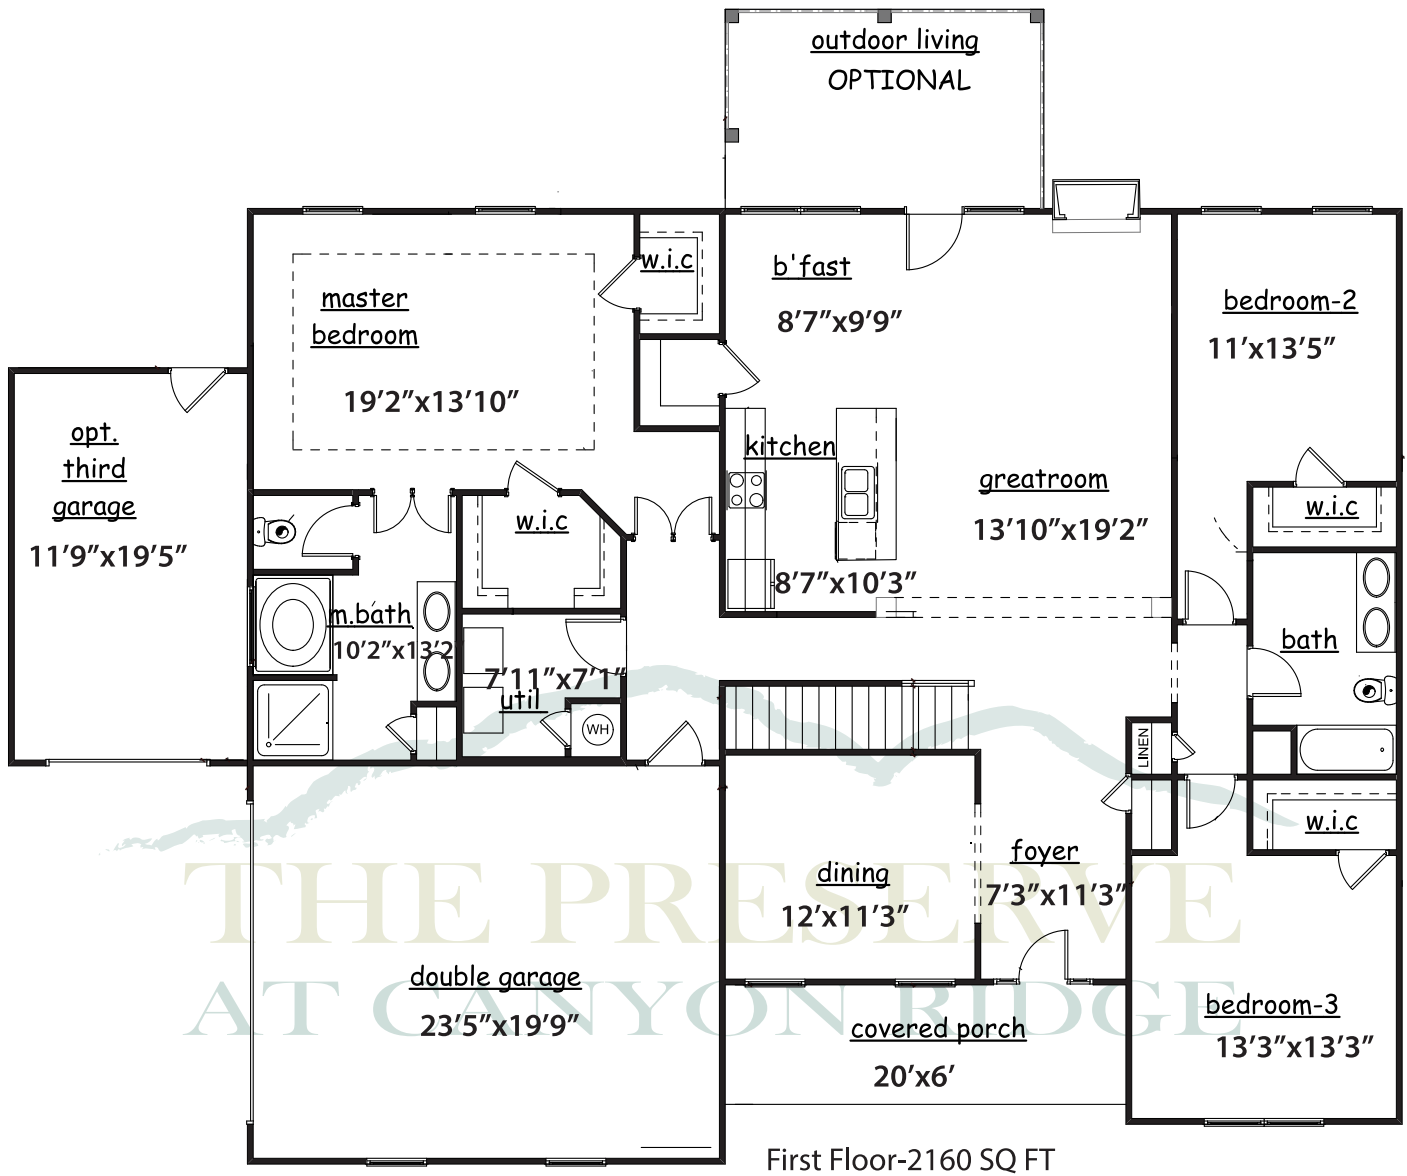 outdoor living
OPTIONAL
w.i.c
b'fast
8'7"x9'9"
master
bedroom
19'2"x13'10"
bedroom-2
11'x13'5"
opt.
third
garage
11'9"x19'5"
kitchen
8'7"x10'3"
greatroom
13'10"x19'2"
w.i.c
w.i.c
m.bath
10'2"x13'2
7'11"x7'1"
util
WH
bath
LINEN
w.i.c
foyer
7'3"x11'3"
dining
12'x11'3"
THE PRESERVE
AT CANYON RIDGE
double garage
23'5"x19'9"
covered porch
20'x6'
bedroom-3
13'3"x13'3"
First Floor-2160 SQ FT